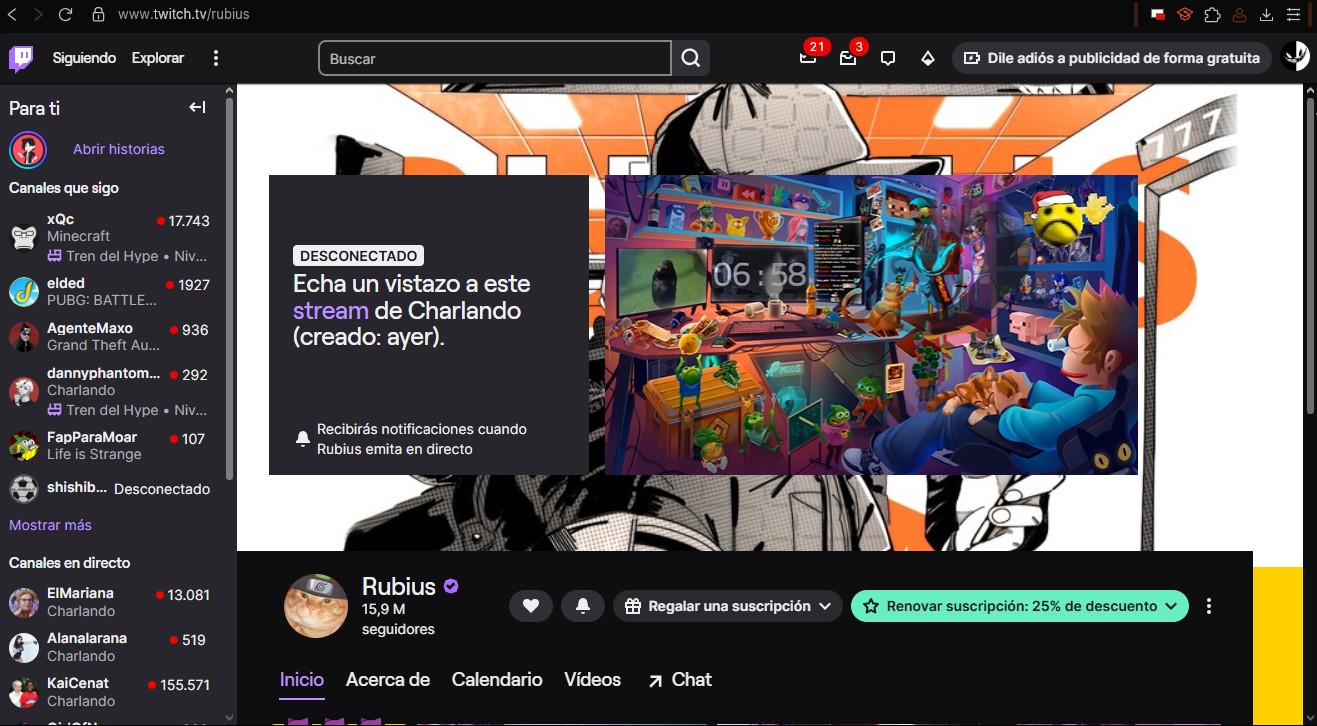 www.twitch.tv/rubius
Siguiendo
Explorar
Buscar
21
3
Dile adiós a publicidad de forma gratuita
Para ti
Abrir historias
Canales que sigo
xQc
17.743
Minecraft
Tren del Hype • Niv...
elded
1927
PUBG: BATTLE...
AgenteMaxo
936
Grand Theft Au...
dannyphantom...
292
Charlando
Tren del Hype • Niv...
FapParaMoar
107
Life is Strange
shishib...
Desconectado
Mostrar más
Canales en directo
ElMariana
13.081
Charlando
Alanalarana
519
Charlando
KaiCenat
155.571
Charlando
777
DESCONECTADO
Echa un vistazo a este
stream de Charlando
(creado: ayer).
Recibirás notificaciones cuando
Rubius emita en directo
06:58
Rubius
15,9 M
seguidores
Regalar una suscripción
Renovar suscripción: 25% de descuento
Inicio
Acerca de
Calendario
Vídeos
Chat